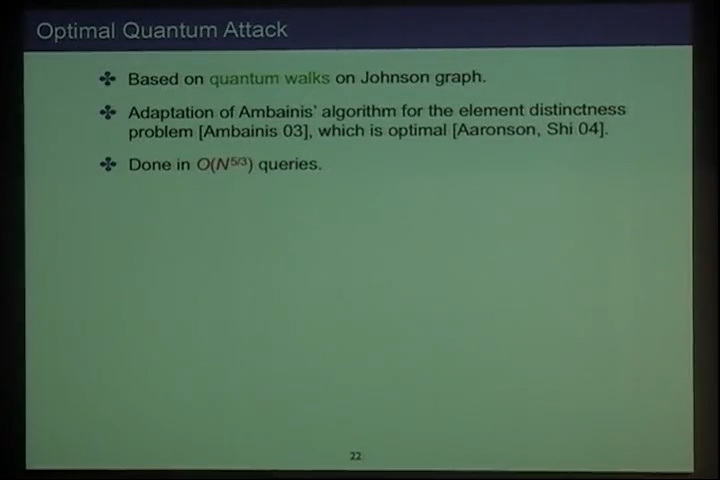 Optimal Quantum Attack
✣ Based on quantum walks on Johnson graph.
✣ Adaptation of Ambainis' algorithm for the element distinctness
problem [Ambainis 03], which is optimal [Aaronson, Shi 04].
✣ Done in O(N^5/3) queries.
22